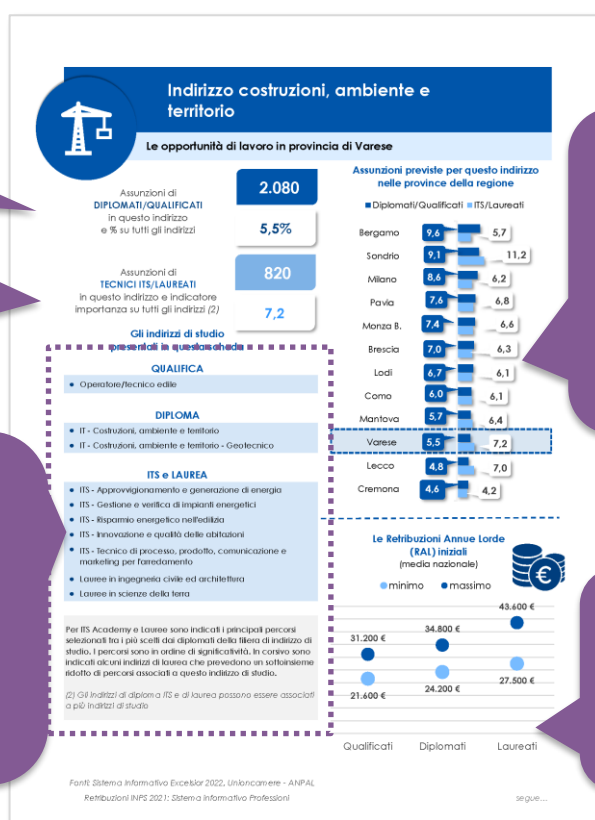 Indirizzo costruzioni, ambiente e
territorio
Le opportunità di lavoro in provincia di Varese
Assunzioni di
DIPLOMATI/QUALIFICATI
in questo indirizzo
e % su tutti gli indirizzi
2.080
5,5%
Assunzioni di
TECNICI ITS/LAUREATI
in questo indirizzo e indicatore
importanza su tutti gli indirizzi (2)
820
7,2
Gli indirizzi di studio
presentati in questa scheda
QUALIFICA
• Operatore/tecnico edile
DIPLOMA
• IT - Costruzioni, ambiente e territorio
• IT - Costruzioni, ambiente e territorio - Geotecnico
ITS e LAUREA
• ITS - Approvvigionamento e generazione di energia
• ITS - Gestione e verifica di impianti energetici
• ITS - Risparmio energetico nell'edilizia
• ITS - Innovazione e qualità delle abitazioni
• ITS - Tecnico di processo, prodotto, comunicazione e
marketing per l'arredamento
• Lauree in ingegneria civile ed architettura
• Lauree in scienze della terra
Per ITS Academy e Lauree sono indicati i principali percorsi
selezionati tra i più scelti dai diplomati della filiera di indirizzo di
studio. I percorsi sono in ordine di significatività. In corsivo sono
indicati alcuni indirizzi di laurea che prevedono un sottoinsieme
ridotto di percorsi associati a questo indirizzo di studio.
(2) Gli indirizzi di diploma ITS e di laurea possono essere associati
a più indirizzi di studio
Assunzioni previste per questo indirizzo
nelle province della regione
Diplomati/Qualificati ITS/Laureati
Bergamo 9,6 5,7
Sondrio 9,1 11,2
Milano 8,6 6,2
Pavia 7,6 6,8
Monza B. 7,4 6,6
Brescia 7,0 6,3
Lodi 6,7 6,1
Como 6,0 6,1
Mantova 5,7 6,4
Varese 5,5 7,2
Lecco 4,8 7,0
Cremona 4,6 4,2
Le Retribuzioni Annue Lorde
(RAL) iniziali
(media nazionale)
minimo massimo
43.600 €
34.800 €
31.200 €
27.500 €
24.200 €
21.600 €
Qualificati Diplomati Laureati
Fonti: Sistema Informativo Excelsior 2022, Unioncamere - ANPAL
Retribuzioni INPS 2021: Sistema Informativo Professioni
segue...